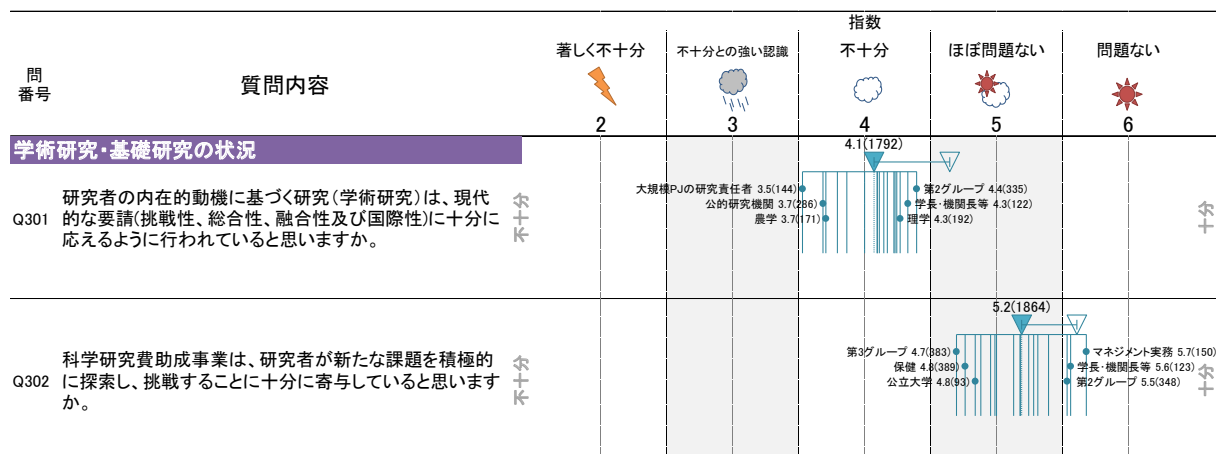 指数
著しく不十分
不十分との強い認識
不十分
ほぼ問題ない
問題ない
問
番号
質問内容
2
3
4
5
6
学術研究・基礎研究の状況
4.1(1792)
Q301
研究者の内在的動機に基づく研究(学術研究)は、現代
的な要請(挑戦性、総合性、融合性及び国際性)に十分に
応えるように行われていると思いますか。
不十分
大規模PJの研究責任者 3.5(144)
公的研究機関 3.7(286)
農学 3.7(171)
第2グループ 4.4(335)
学長・機関長等 4.3(122)
理学 4.3(192)
十分
5.2(1864)
Q302
科学研究費助成事業は、研究者が新たな課題を積極的
に探索し、挑戦することに十分に寄与していると思います
か。
不十分
第3グループ 4.7(383)
保健 4.8(389)
公立大学 4.8(93)
マネジメント実務 5.7(150)
学長・機関長等 5.6(123)
第2グループ 5.5(348)
十分